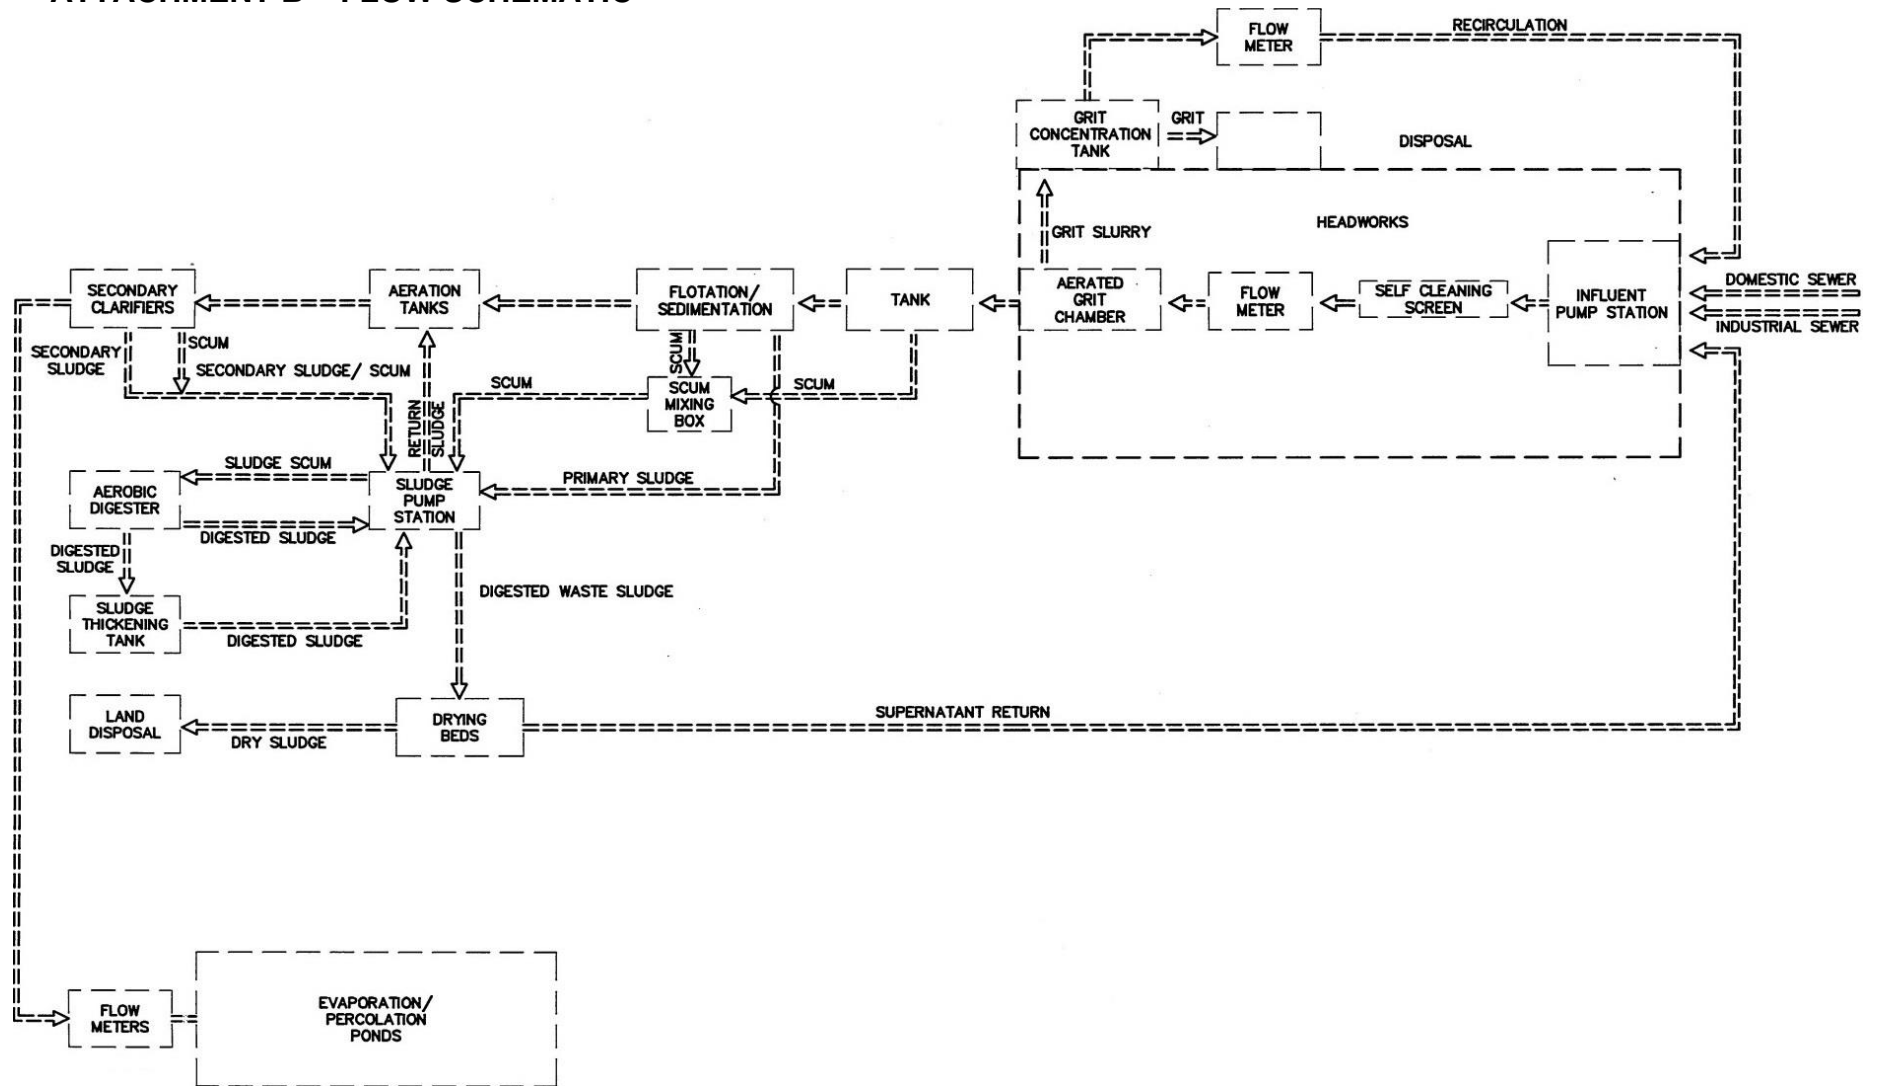 ATTACHMENT B – FLOW SCHEMATIC
FLOW
METER
RECIRCULATION
GRIT
CONCENTRATION
TANK
GRIT
DISPOSAL
HEADWORKS
GRIT SLURRY
SECONDARY
CLARIFIERS
AERATION
TANKS
FLOTATION/
SEDIMENTATION
TANK
AERATED
GRIT
CHAMBER
FLOW
METER
SELF CLEANING
SCREEN
INFLUENT
PUMP STATION
DOMESTIC SEWER
INDUSTRIAL SEWER
SECONDARY
SLUDGE
SCUM
SECONDARY SLUDGE/ SCUM
RETURN
SLUDGE
SCUM
SCUM
SCUM
MIXING
BOX
SCUM
SLUDGE SCUM
AEROBIC
DIGESTER
SLUDGE
PUMP
STATION
PRIMARY SLUDGE
DIGESTED SLUDGE
DIGESTED
SLUDGE
SLUDGE
THICKENING
TANK
DIGESTED SLUDGE
DIGESTED WASTE SLUDGE
LAND
DISPOSAL
DRY SLUDGE
DRYING
BEDS
SUPERNATANT RETURN
FLOW
METERS
EVAPORATION/
PERCOLATION
PONDS